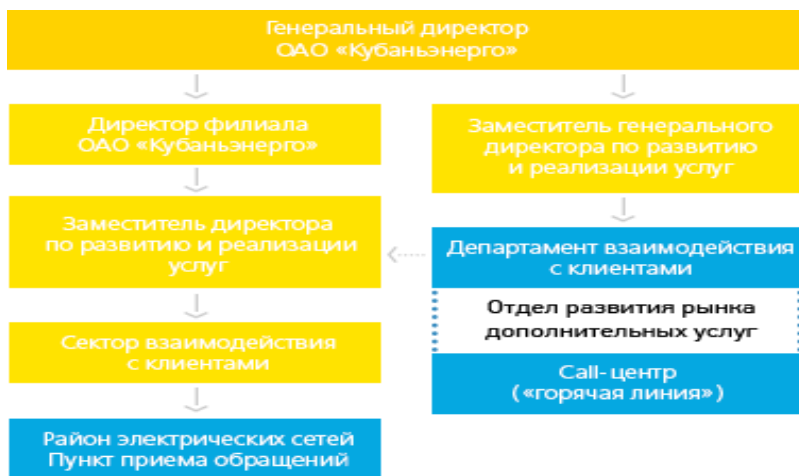 Генеральный директор
ОАО «Кубаньэнерго»
Директор филиала
ОАО «Кубаньэнерго»
Заместитель директора
по развитию и реализации
услуг
Сектор взаимодействия
с клиентами
Район электрических сетей
Пункт приема обращений
Заместитель генерального
директора по развитию
и реализации услуг
Департамент взаимодействия
с клиентами
Отдел развития рынка
дополнительных услуг
Call-центр
(«горячая линия»)